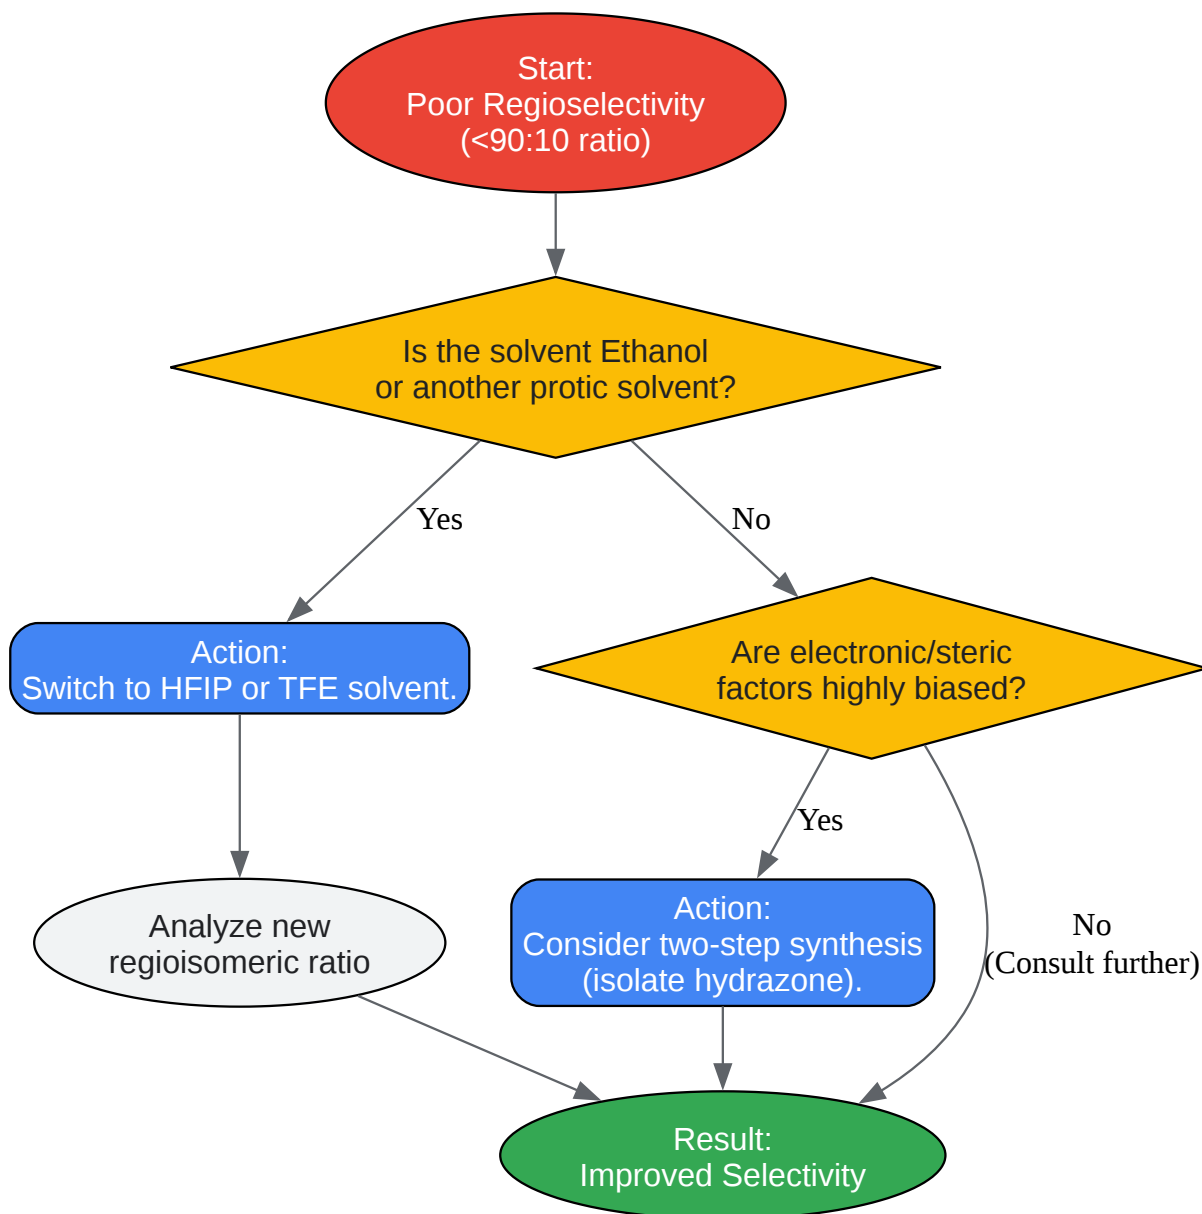 Start:
Poor Regioselectivity
(<90:10 ratio)
Is the solvent Ethanol
or another protic solvent?
Yes
No
Action:
Switch to HFIP or TFE solvent.
Are electronic/steric
factors highly biased?
Yes
Analyze new
regioisomeric ratio
Action:
Consider two-step synthesis
(isolate hydrazone).
No
(Consult further)
Result:
Improved Selectivity